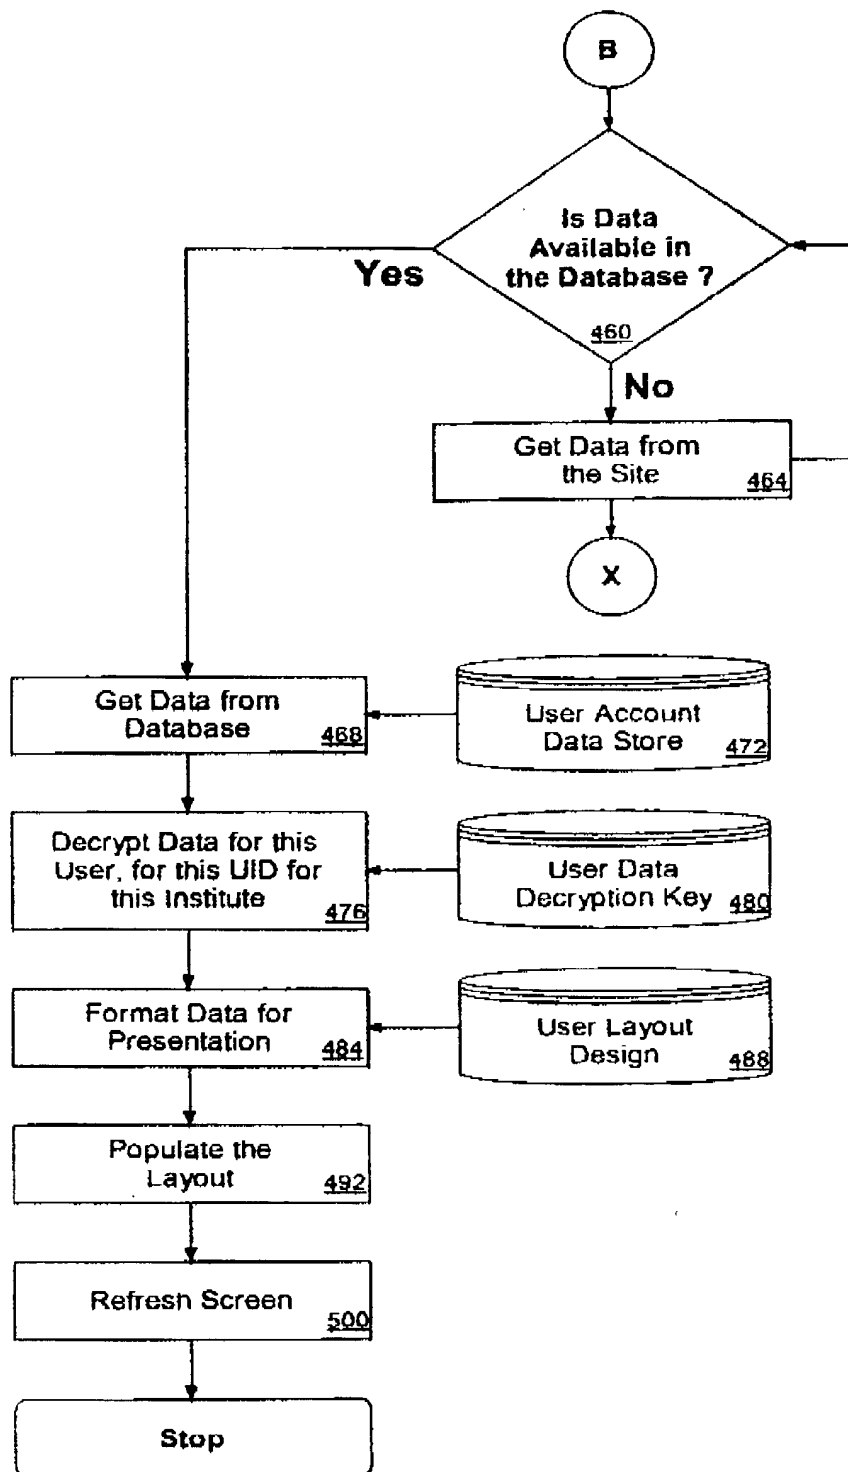 B
Is Data
Available in
the Database ?
460
Yes
No
Get Data from
the Site
464
X
Get Data from
Database
468
User Account
Data Store
472
Decrypt Data for this
User, for this UID for
this Institute
476
User Data
Decryption Key
480
Format Data for
Presentation
484
User Layout
Design
488
Populate the
Layout
492
Refresh Screen
500
Stop